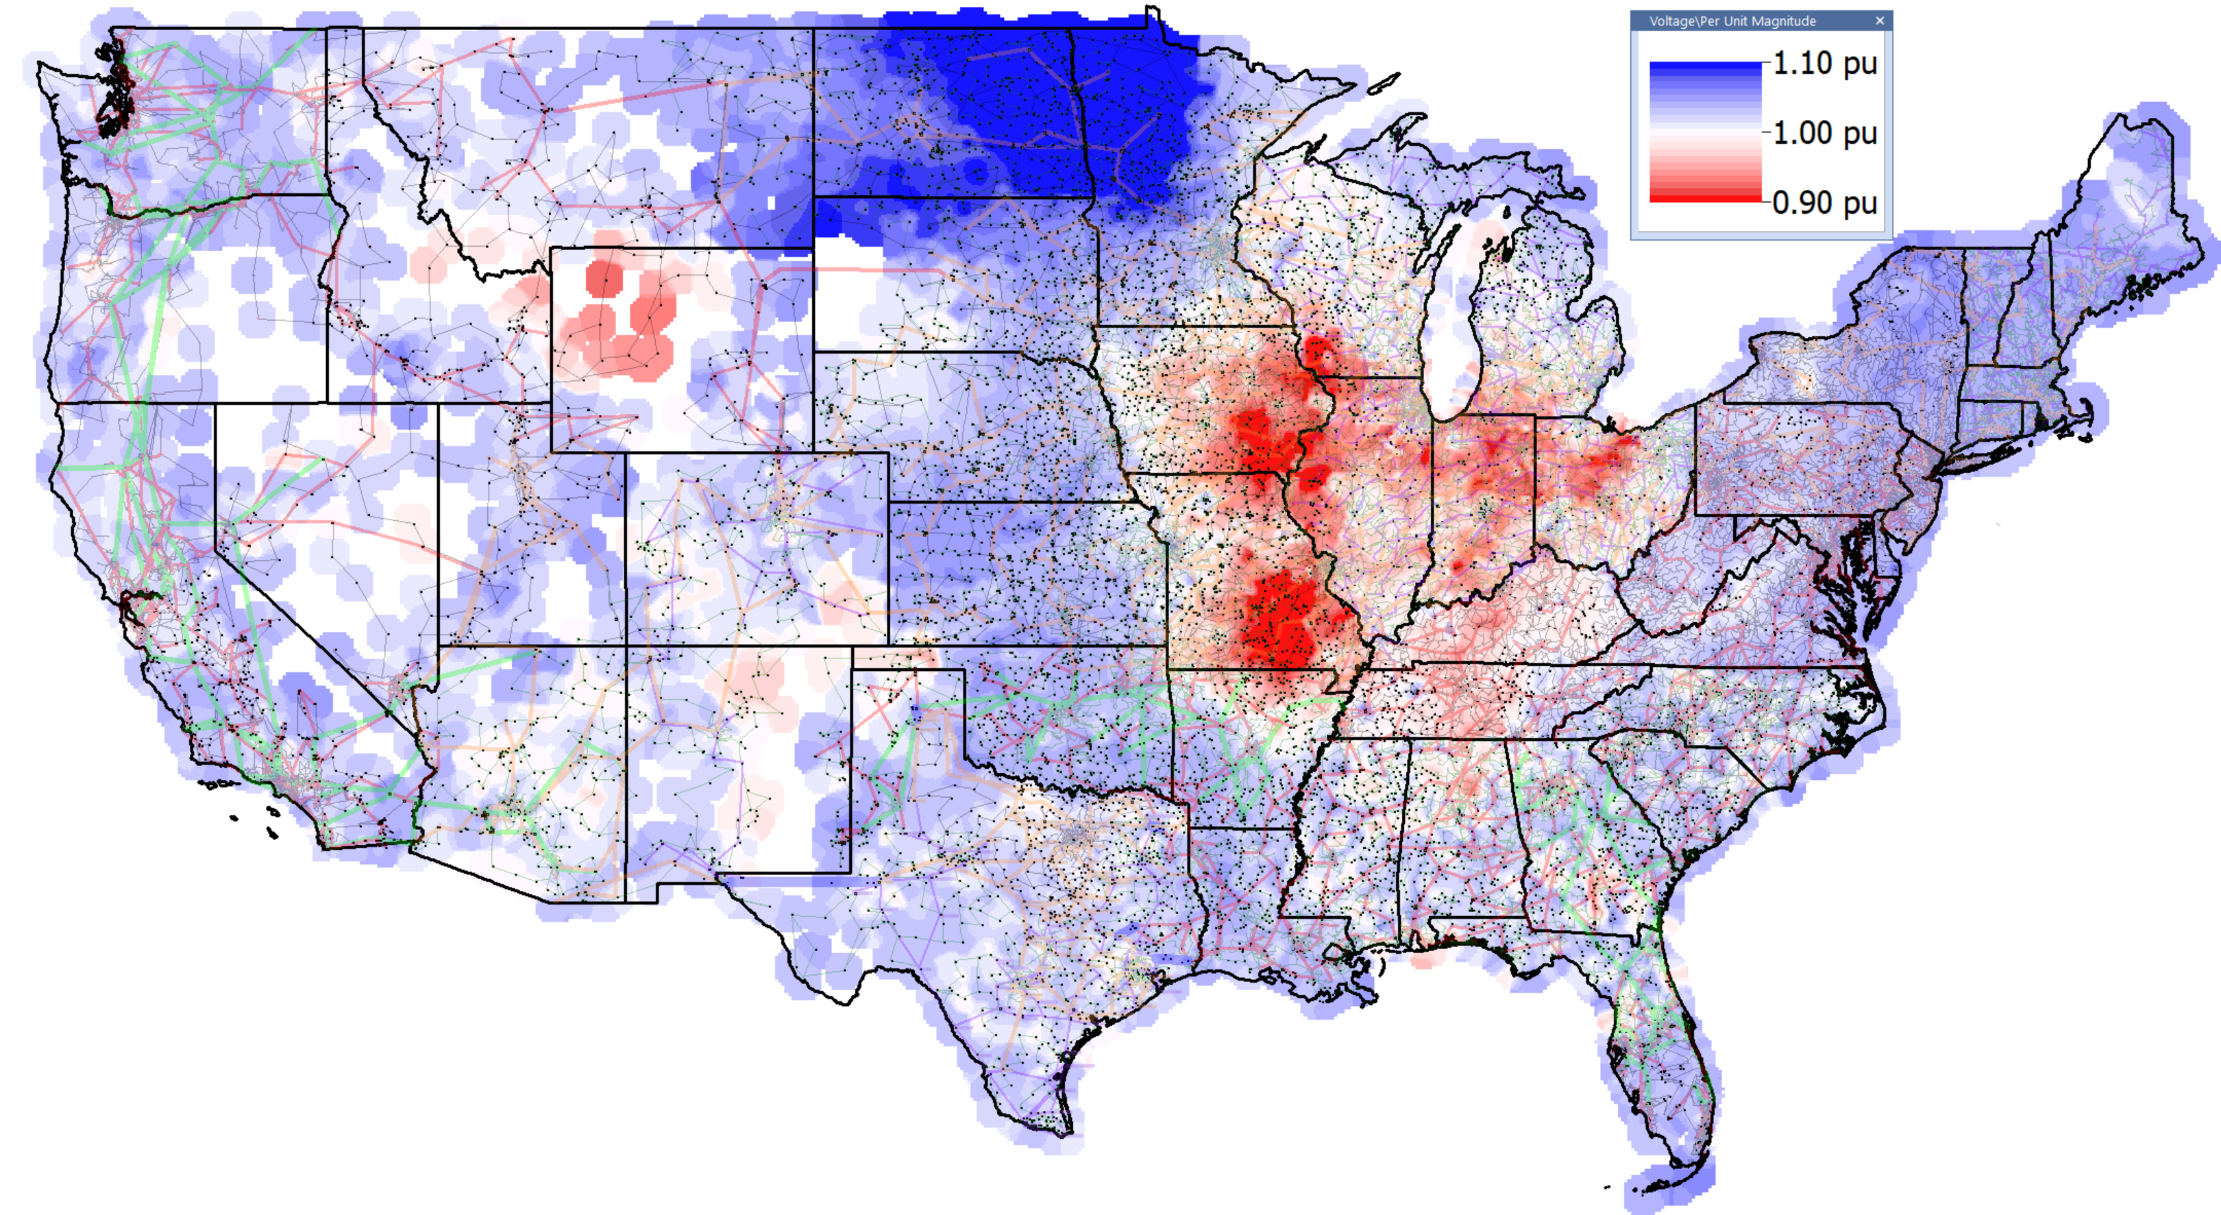 Voltage\Per Unit Magnitude ×
1.10 pu
1.00 pu
0.90 pu